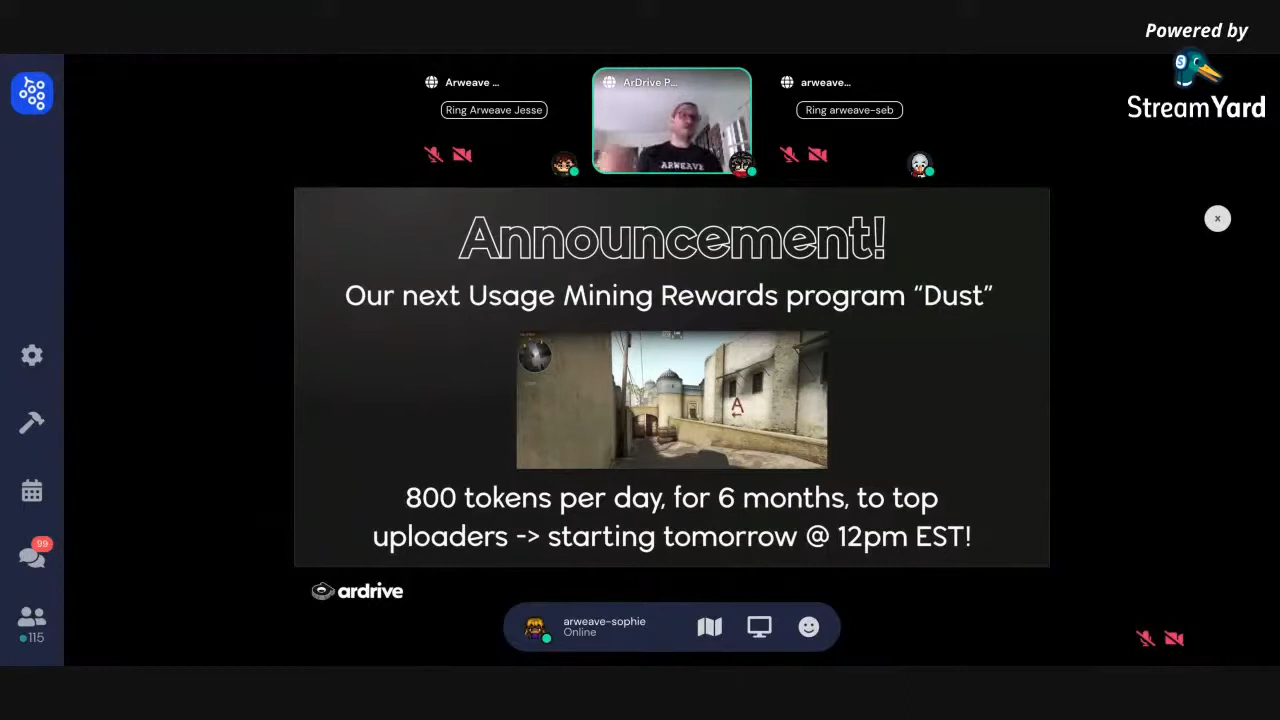 Powered by
StreamYard
Arweave ...
ArDrive P...
arweave...
Ring Arweave Jesse
Ring arweave-seb
ARWEAVE
x
Announcement!
Our next Usage Mining Rewards program “Dust”
A
800 tokens per day, for 6 months, to top
uploaders -> starting tomorrow @ 12pm EST!
ardrive
99
115
arweave-sophie
Online